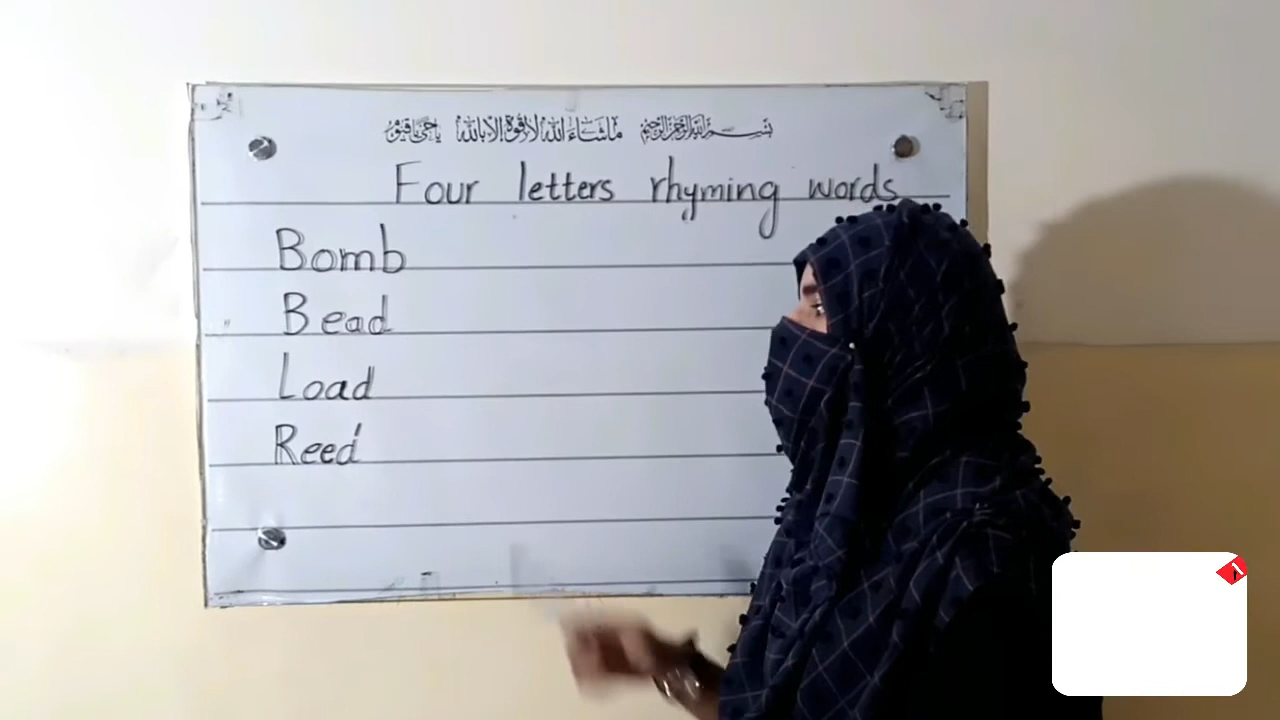 بسم الله الرحمن الرحيم ماشاء الله لا قوة الا بالله يا حي يا قيوم
Four letters rhyming words
Bomb
Bead
Load
Reed